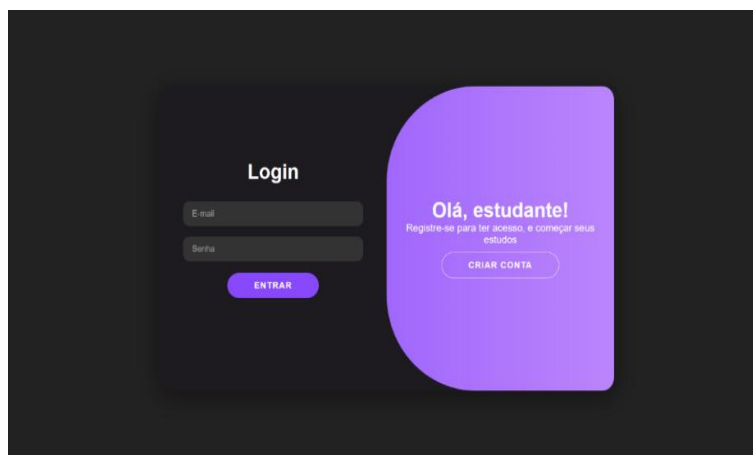 Login
E-mail
Senha
ENTRAR
Olá, estudante!
Registre-se para ter acesso, e começar seus
estudos
CRIAR CONTA